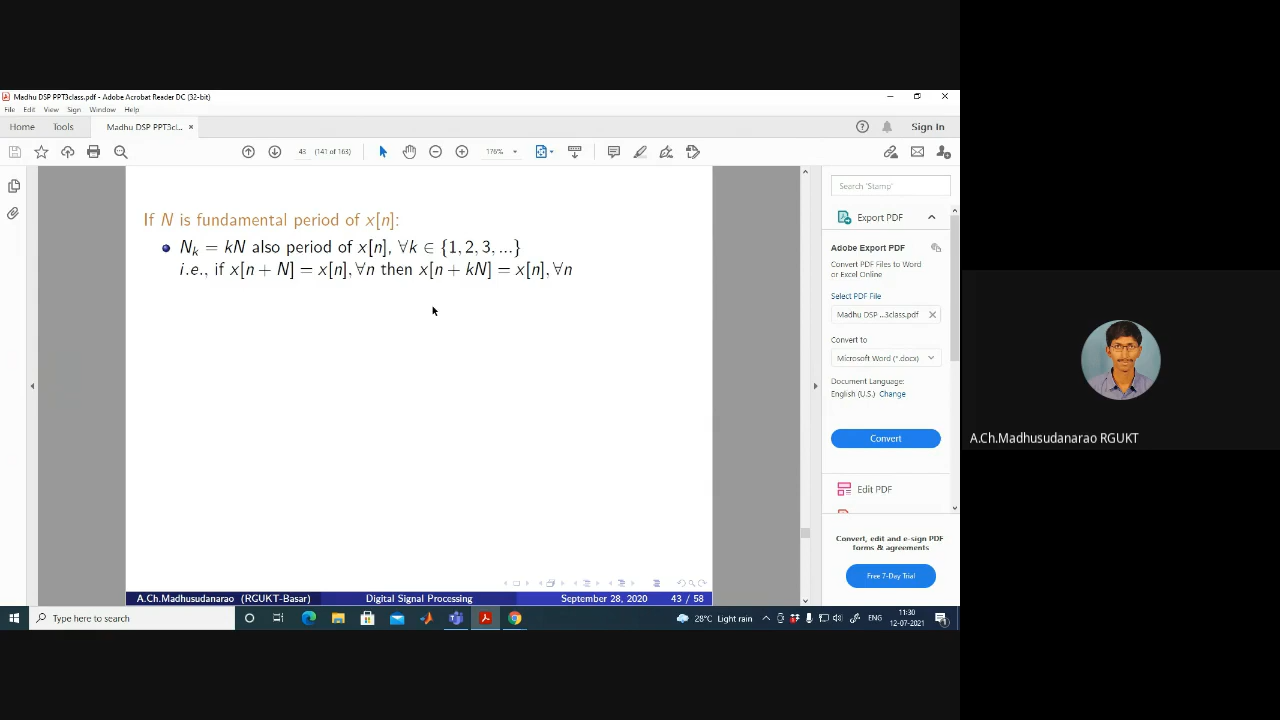 Madhu DSP PPT3class.pdf - Adobe Acrobat Reader DC (32-bit)
File Edit View Sign Window Help
Home Tools Madhu DSP PPT3cl... × Sign In
43 (141 of 163) 176%
Search 'Stamp'
If N is fundamental period of x[n]:
Export PDF
N_k = kN also period of x[n], ∀k ∈ {1, 2, 3, ...}
i.e., if x[n + N] = x[n], ∀n then x[n + kN] = x[n], ∀n
Adobe Export PDF
Convert PDF Files to Word
or Excel Online
Select PDF File
Madhu DSP ...3class.pdf ×
Convert to
Microsoft Word (*.docx)
Document Language:
English (U.S.) Change
Convert
A.Ch.Madhusudanarao RGUKT
Edit PDF
Convert, edit and e-sign PDF
forms & agreements
Free 7-Day Trial
A.Ch.Madhusudanarao (RGUKT-Basar) Digital Signal Processing September 28, 2020 43 / 58
Type here to search
28°C Light rain ENG
11:30
12-07-2021